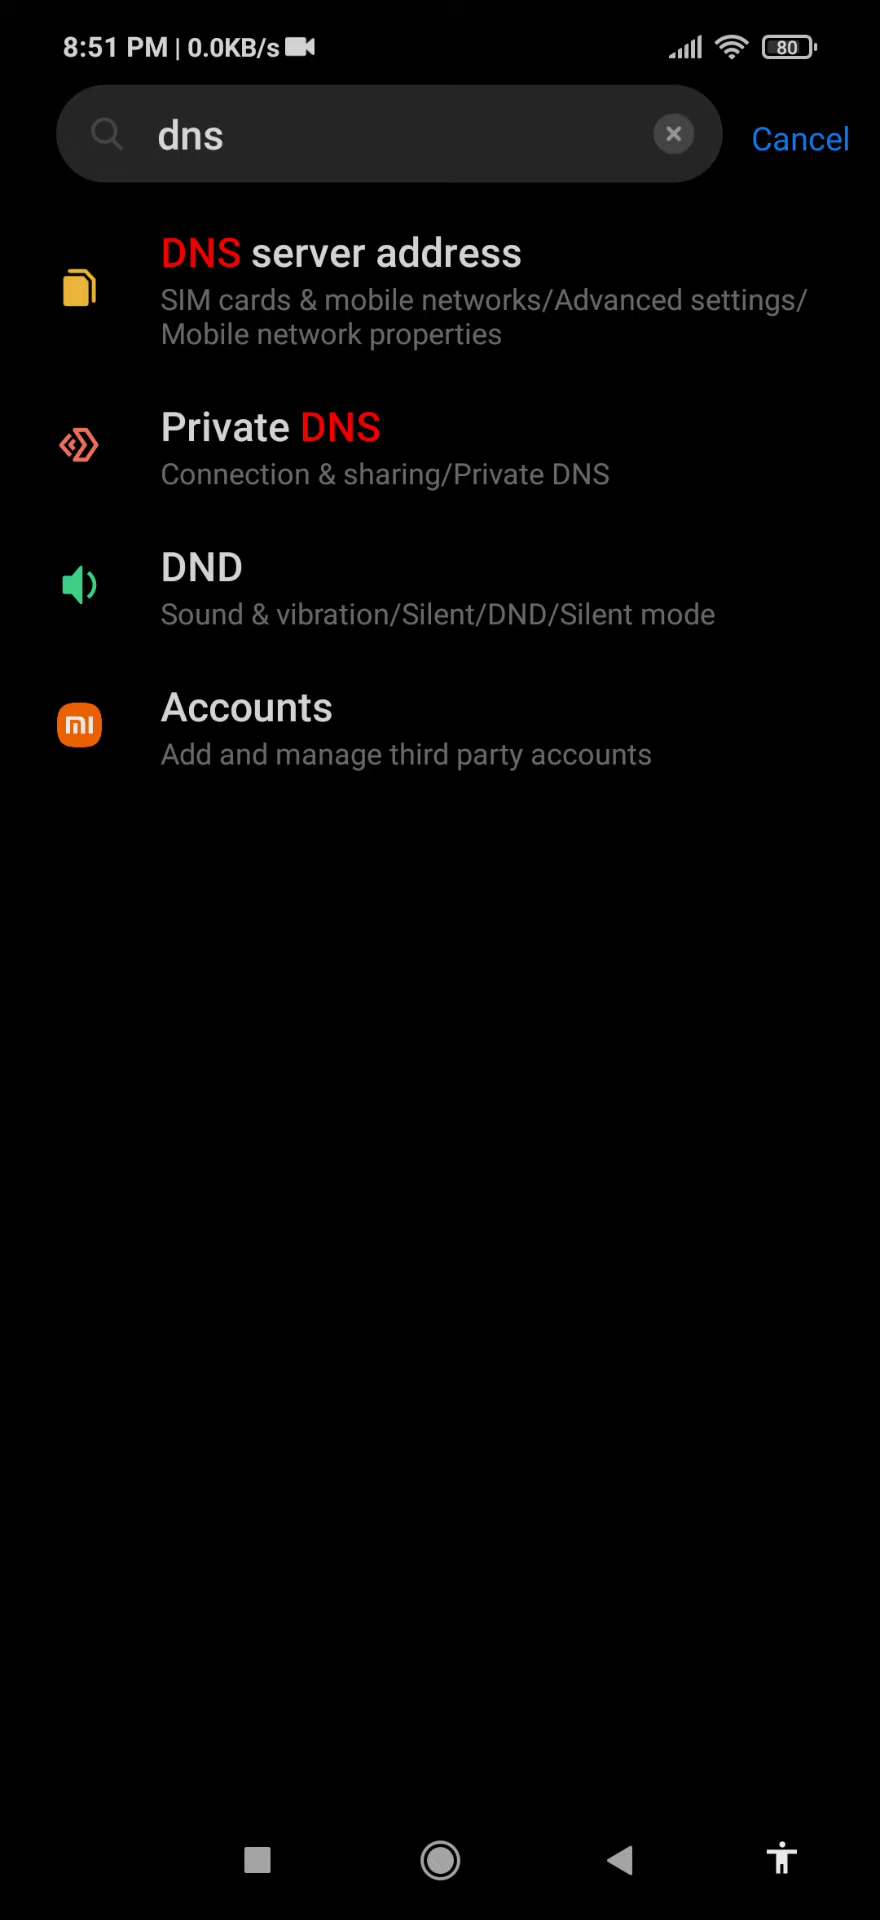 8:51 PM | 0.0KB/s
80
dns
Cancel
DNS server address
SIM cards & mobile networks/Advanced settings/
Mobile network properties
Private DNS
Connection & sharing/Private DNS
DND
Sound & vibration/Silent/DND/Silent mode
Accounts
Add and manage third party accounts